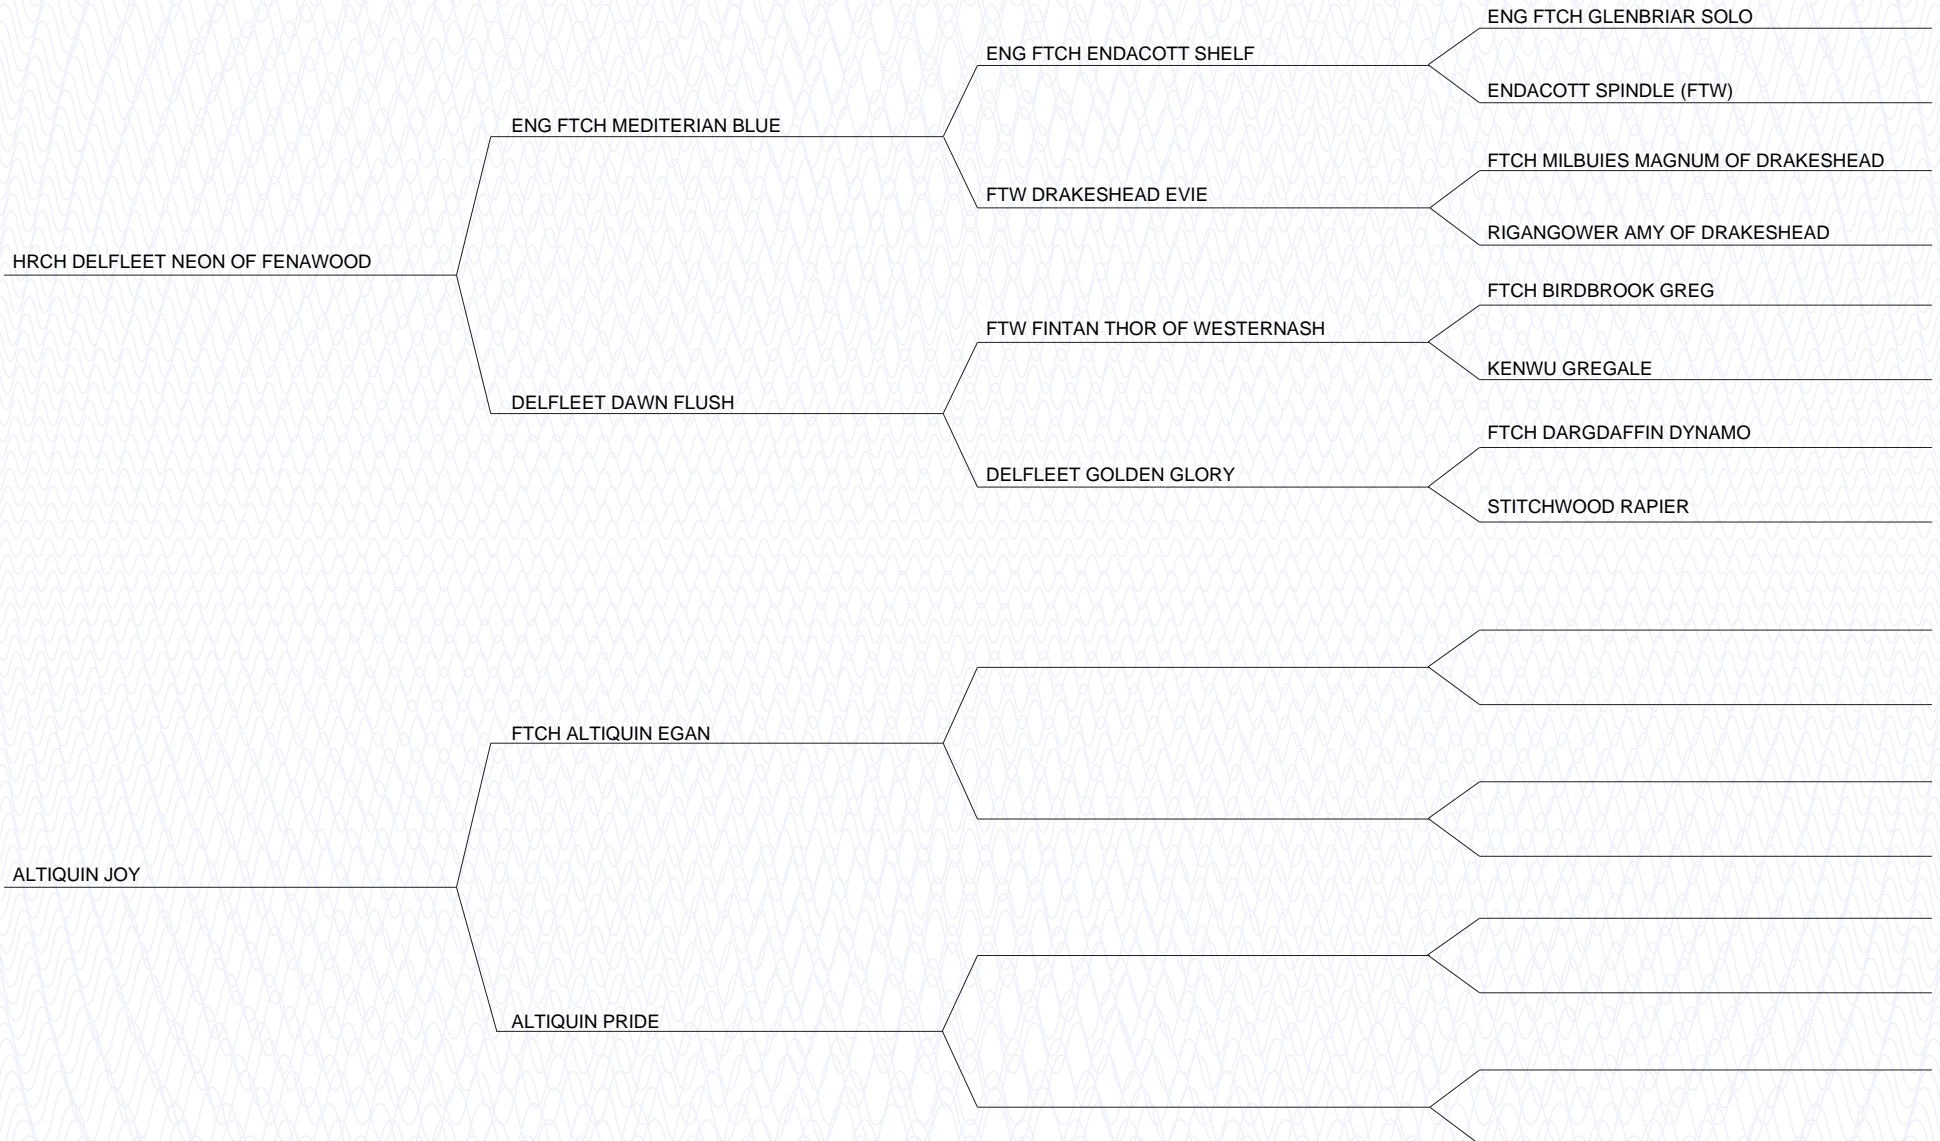 ENG FTCH GLENBRIAR SOLO
ENG FTCH ENDACOTT SHELF
ENDACOTT SPINDLE (FTW)
ENG FTCH MEDITERIAN BLUE
FTCH MILBUIES MAGNUM OF DRAKESHEAD
FTW DRAKESHEAD EVIE
RIGANGOWER AMY OF DRAKESHEAD
HRCH DELFLEET NEON OF FENAWOOD
FTCH BIRDBROOK GREG
FTW FINTAN THOR OF WESTERNASH
KENWU GREGALE
DELFLEET DAWN FLUSH
FTCH DARGDAFFIN DYNAMO
DELFLEET GOLDEN GLORY
STITCHWOOD RAPIER
FTCH ALTIQUIN EGAN
ALTIQUIN JOY
ALTIQUIN PRIDE